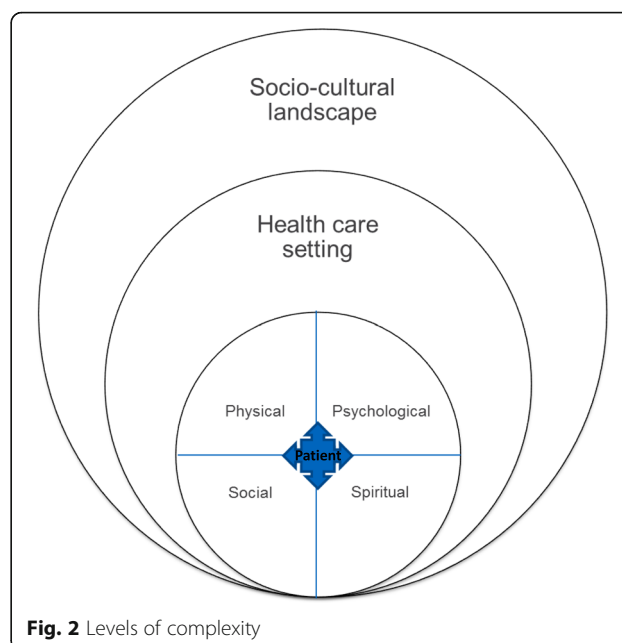 Socio-cultural
landscape
Health care
setting
Physical Psychological
Patient
Social Spiritual
Fig. 2 Levels of complexity